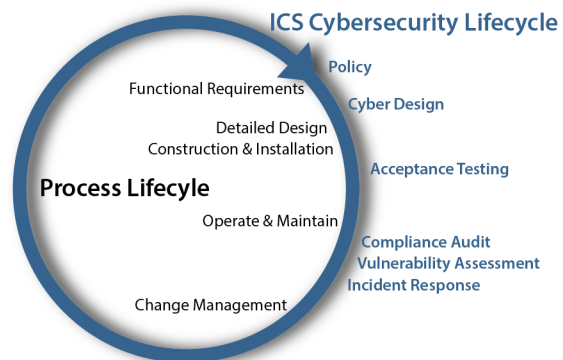 ICS Cybersecurity Lifecycle
Policy
Functional Requirements
Cyber Design
Detailed Design
Construction & Installation
Acceptance Testing
Process Lifecyle
Operate & Maintain
Compliance Audit
Vulnerability Assessment
Incident Response
Change Management